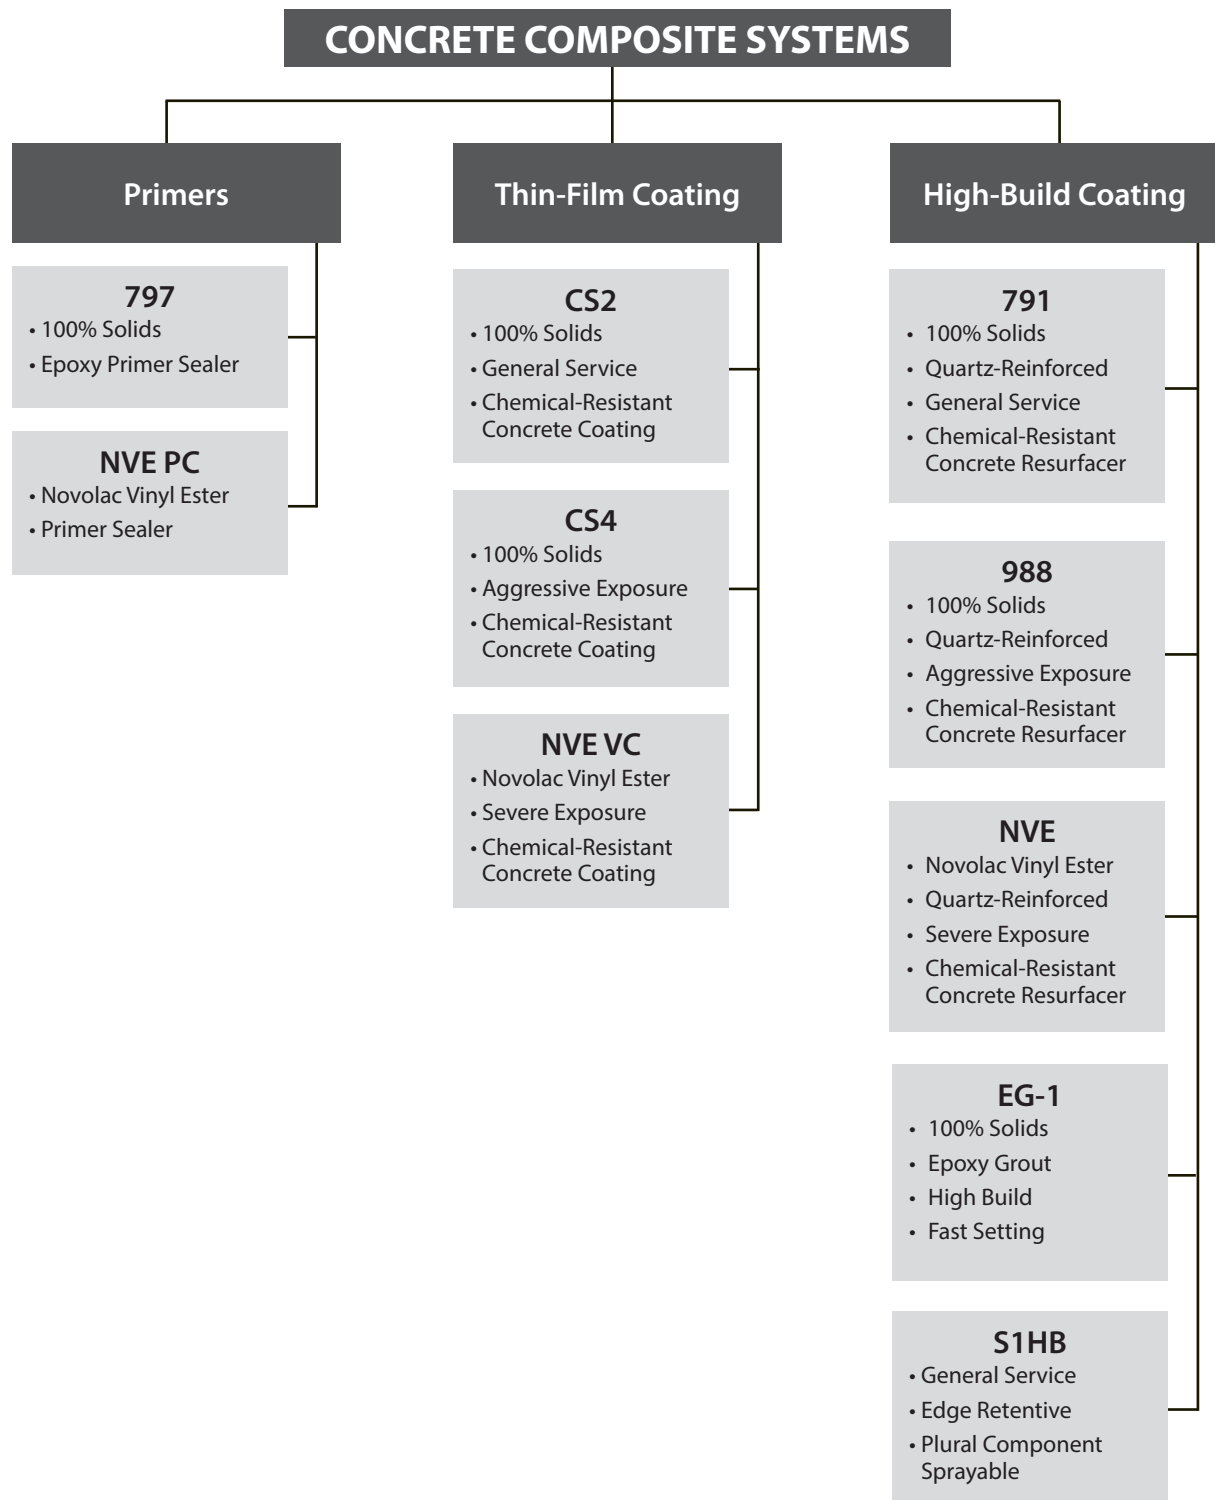 CONCRETE COMPOSITE SYSTEMS
Primers
797
• 100% Solids
• Epoxy Primer Sealer
NVE PC
• Novolac Vinyl Ester
• Primer Sealer
Thin-Film Coating
CS2
• 100% Solids
• General Service
• Chemical-Resistant
Concrete Coating
CS4
• 100% Solids
• Aggressive Exposure
• Chemical-Resistant
Concrete Coating
NVE VC
• Novolac Vinyl Ester
• Severe Exposure
• Chemical-Resistant
Concrete Coating
High-Build Coating
791
• 100% Solids
• Quartz-Reinforced
• General Service
• Chemical-Resistant
Concrete Resurfacer
988
• 100% Solids
• Quartz-Reinforced
• Aggressive Exposure
• Chemical-Resistant
Concrete Resurfacer
NVE
• Novolac Vinyl Ester
• Quartz-Reinforced
• Severe Exposure
• Chemical-Resistant
Concrete Resurfacer
EG-1
• 100% Solids
• Epoxy Grout
• High Build
• Fast Setting
S1HB
• General Service
• Edge Retentive
• Plural Component
Sprayable